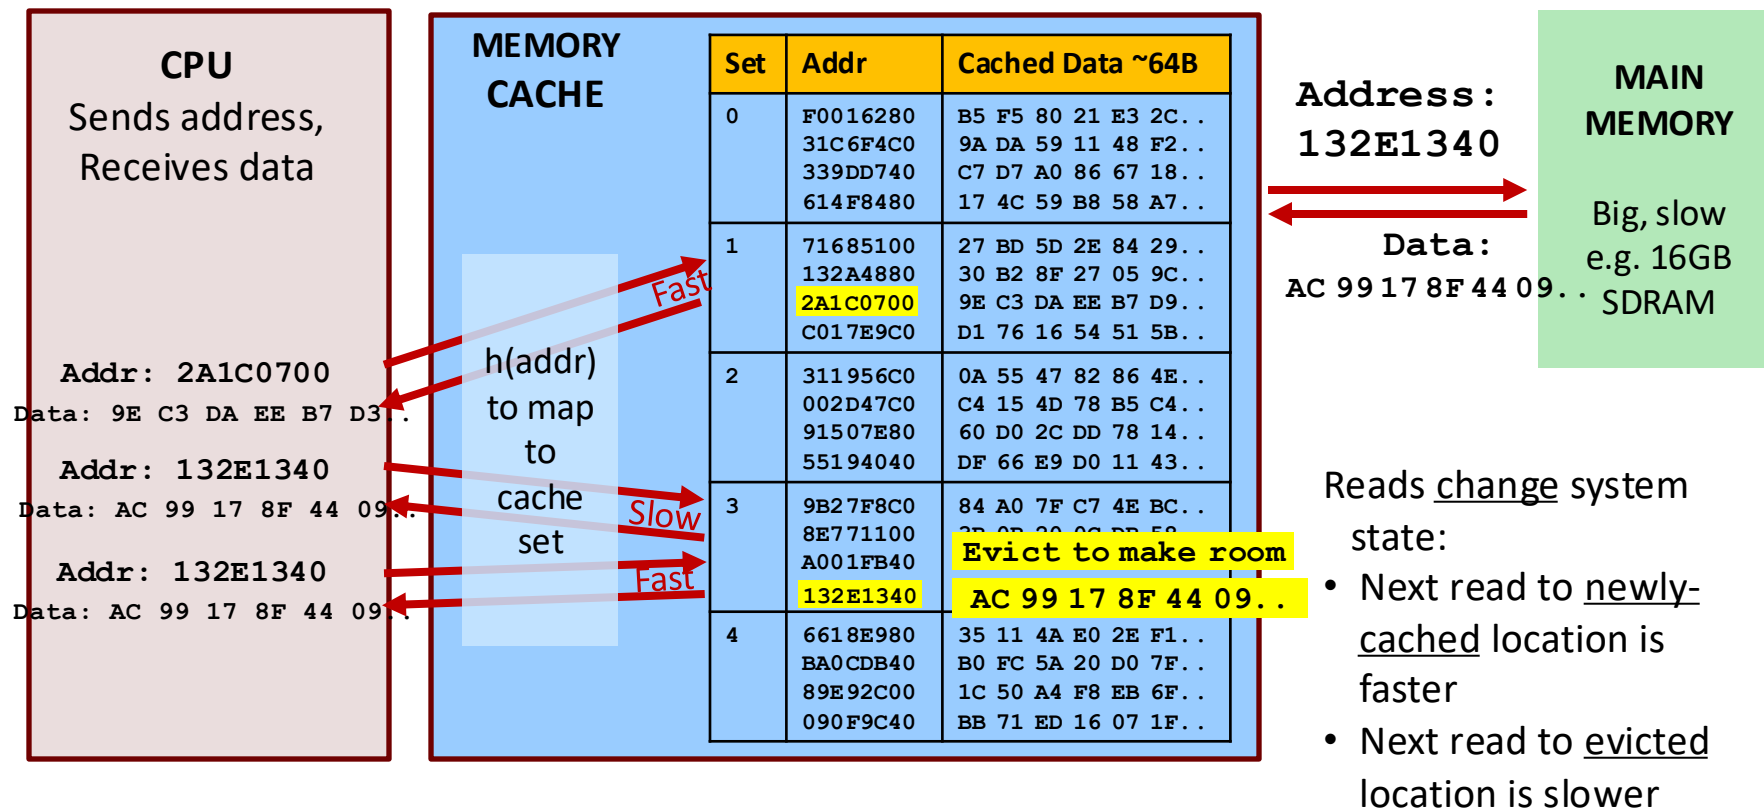 CPU
Sends address,
Receives data
Addr: 2A1C0700
Data: 9E C3 DA EE B7 D3..
Addr: 132E1340
Data: AC 99 17 8F 44 09..
Addr: 132E1340
Data: AC 99 17 8F 44 09..
MEMORY
CACHE
h(addr)
to map
to
cache
set
Fast
Slow
Fast
Set Addr Cached Data ~64B
0 F0016280 B5 F5 80 21 E3 2C..
31C6F4C0 9A DA 59 11 48 F2..
339DD740 C7 D7 A0 86 67 18..
614F8480 17 4C 59 B8 58 A7..
1 71685100 27 BD 5D 2E 84 29..
132A4880 30 B2 8F 27 05 9C..
2A1C0700 9E C3 DA EE B7 D9..
C017E9C0 D1 76 16 54 51 5B..
2 311956C0 0A 55 47 82 86 4E..
002D47C0 C4 15 4D 78 B5 C4..
91507E80 60 D0 2C DD 78 14..
55194040 DF 66 E9 D0 11 43..
3 9B27F8C0 84 A0 7F C7 4E BC..
8E771100
A001FB40 Evict to make room
132E1340 AC 99 17 8F 44 09..
4 6618E980 35 11 4A E0 2E F1..
BA0CDB40 B0 FC 5A 20 D0 7F..
89E92C00 1C 50 A4 F8 EB 6F..
090F9C40 BB 71 ED 16 07 1F..
Address:
132E1340
Data:
AC 99 17 8F 44 09..
MAIN
MEMORY
Big, slow
e.g. 16GB
SDRAM
Reads change system
state:
• Next read to newly-
cached location is
faster
• Next read to evicted
location is slower